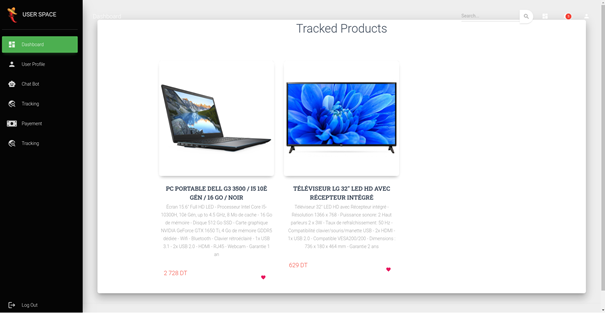 USER SPACE
Dashboard
User Profile
Chat Bot
Tracking
Payement
Tracking
Log Out
Search...
Tracked Products
PC PORTABLE DELL G3 3500 / I5 10È
GÉN / 16 GO / NOIR
Écran 15.6" Full HD LED - Processeur Intel Core i5-
10300H, 10e Gén, up to 4.5 GHz, 8 Mo de cache - 16 Go
de mémoire - Disque 512 Go SSD - Carte graphique
NVIDIA GeForce GTX 1650 Ti, 4 Go de mémoire GDDR6
dédiée - Wifi - Bluetooth - Clavier rétroéclairé - 1x USB
3.1 - 2x USB 2.0 - HDMI - RJ45 - Webcam - Garantie 1
an
2 728 DT
TÉLÉVISEUR LG 32" LED HD AVEC
RÉCEPTEUR INTÉGRÉ
Téléviseur 32" LED HD avec Récepteur intégré -
Résolution 1366 x 768 - Puissance sonore: 2 Haut
parleurs 2 x 5W - Taux de rafraîchissement: 50 Hz -
Compatibilité clavier/souris/manette USB - 2x HDMI -
1x USB 2.0 - Compatible VESA200:200 - Dimensions:
736 x 180 x 464 mm - Garantie 2 ans
629 DT